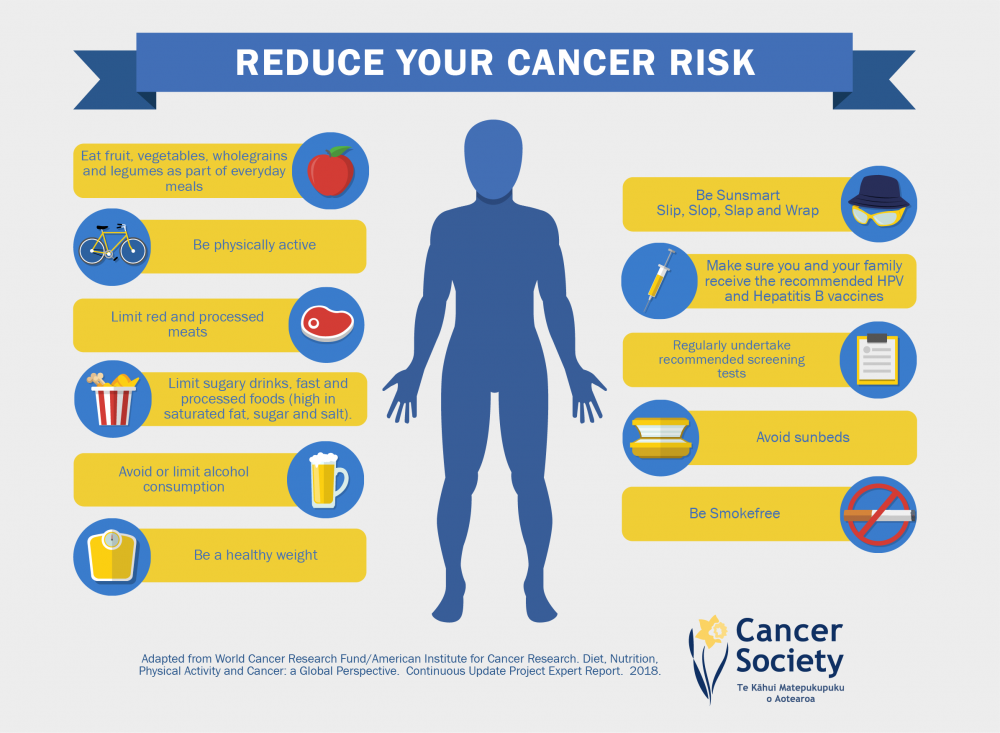 REDUCE YOUR CANCER RISK
Eat fruit, vegetables, wholegrains
and legumes as part of everyday
meals
Be physically active
Limit red and processed
meats
Limit sugary drinks, fast and
processed foods (high in
saturated fat, sugar and salt).
Avoid or limit alcohol
consumption
Be a healthy weight
Be Sunsmart
Slip, Slop, Slap and Wrap
Make sure you and your family
receive the recommended HPV
and Hepatitis B vaccines
Regularly undertake
recommended screening
tests
Avoid sunbeds
Be Smokefree
Adapted from World Cancer Research Fund/American Institute for Cancer Research. Diet, Nutrition,
Physical Activity and Cancer: a Global Perspective. Continuous Update Project Expert Report. 2018.
Cancer
Society
Te Kāhui Matepukupuku
o Aotearoa